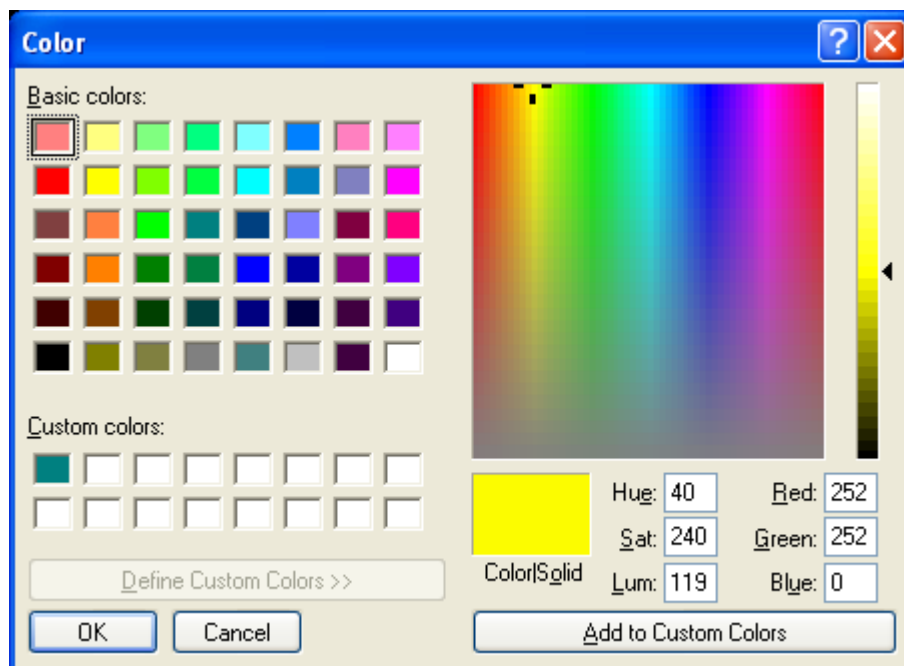 Color
Basic colors:
Custom colors:
Define Custom Colors >>
OK Cancel
Color|Solid
Hue: 40 Red: 252
Sat: 240 Green: 252
Lum: 119 Blue: 0
Add to Custom Colors